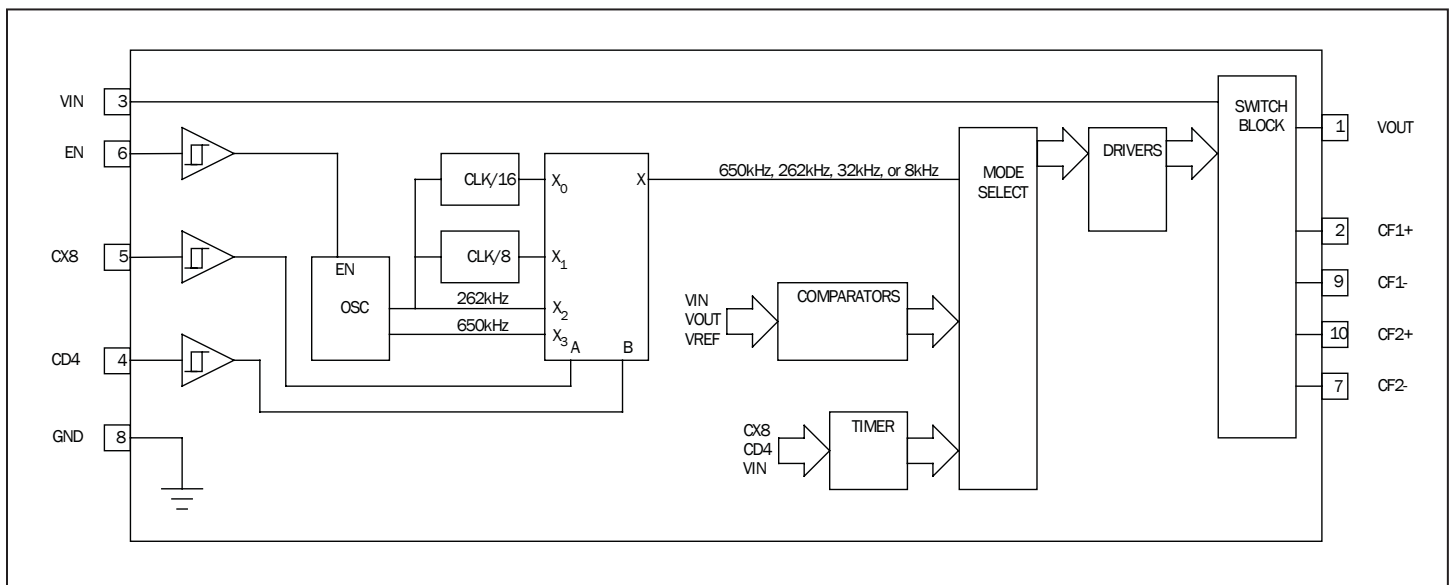 VIN
3
EN
6
CX8
5
CD4
4
GND
8
EN
OSC
CLK/16
CLK/8
262kHz
650kHz
X0
X1
X2
X3
A
B
X
650kHz, 262kHz, 32kHz, or 8kHz
VIN
VOUT
VREF
COMPARATORS
CX8
CD4
VIN
TIMER
MODE
SELECT
DRIVERS
SWITCH
BLOCK
1
VOUT
2
CF1+
9
CF1-
10
CF2+
7
CF2-